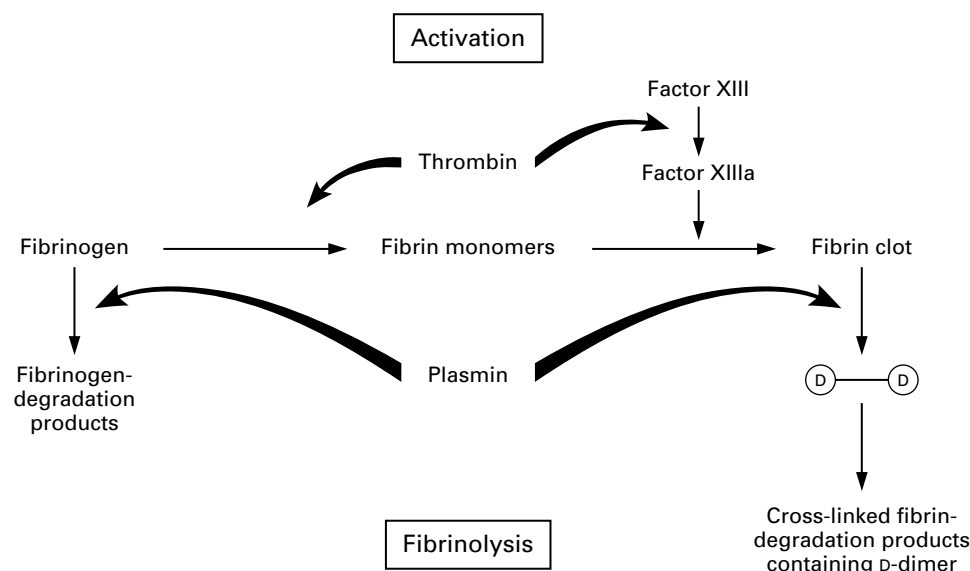 Activation
Factor XIII
Thrombin
Factor XIIIa
Fibrinogen
Fibrin monomers
Fibrin clot
Fibrinogen-
degradation
products
Plasmin
D
D
Fibrinolysis
Cross-linked fibrin-
degradation products
containing D-dimer